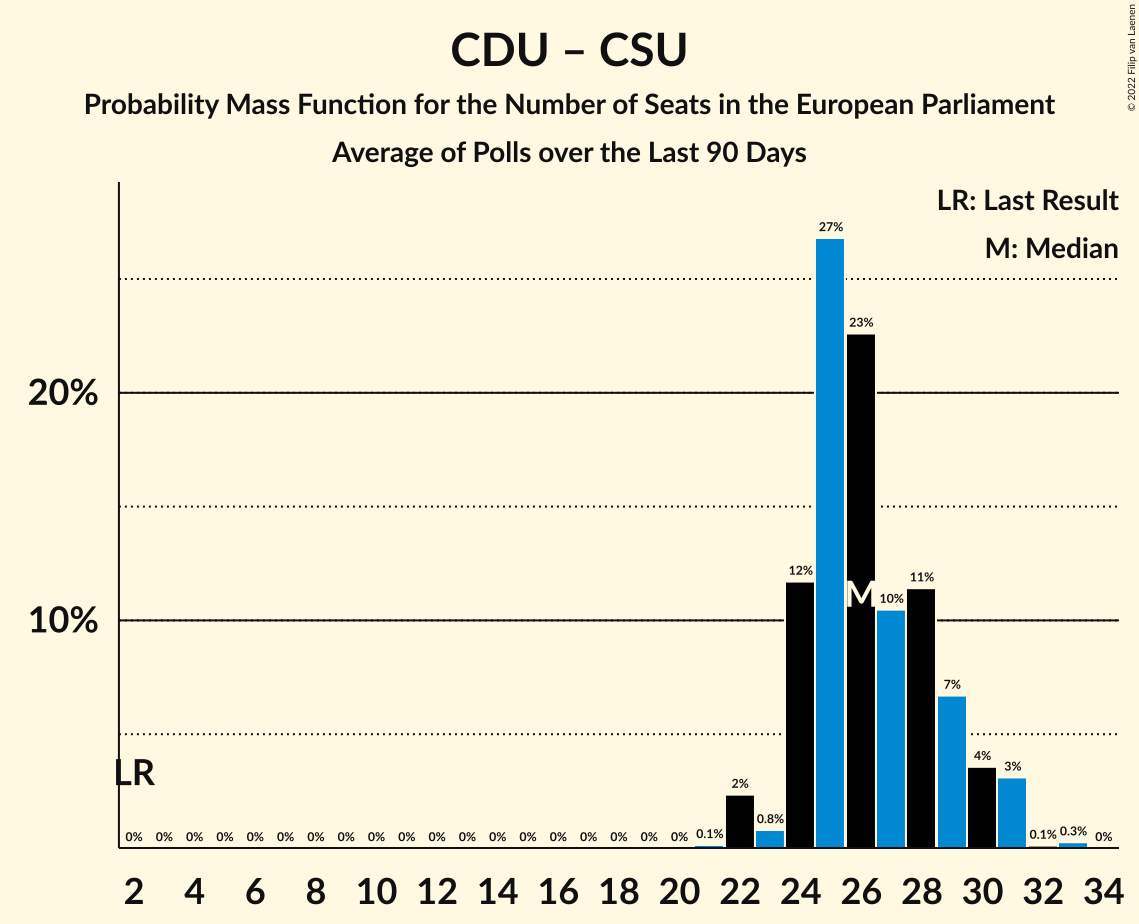 © 2022 Filip van Laenen
CDU – CSU
Probability Mass Function for the Number of Seats in the European Parliament
Average of Polls over the Last 90 Days
LR: Last Result
M: Median
27%
23%
20%
12%
11%
M
10%
10%
7%
LR
4%
3%
2%
0% 0% 0% 0% 0% 0% 0% 0% 0% 0% 0% 0% 0% 0% 0% 0% 0% 0% 0% 0.1% 0.8% 0.1% 0.3% 0%
2 4 6 8 10 12 14 16 18 20 22 24 26 28 30 32 34